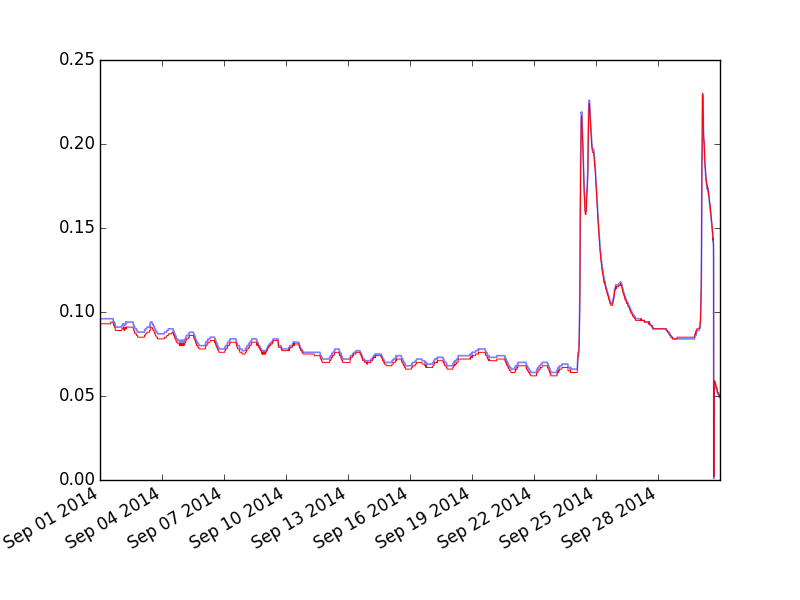 0.25
0.20
0.15
0.10
0.05
0.00
Sep 01 2014
Sep 04 2014
Sep 07 2014
Sep 10 2014
Sep 13 2014
Sep 16 2014
Sep 19 2014
Sep 22 2014
Sep 25 2014
Sep 28 2014